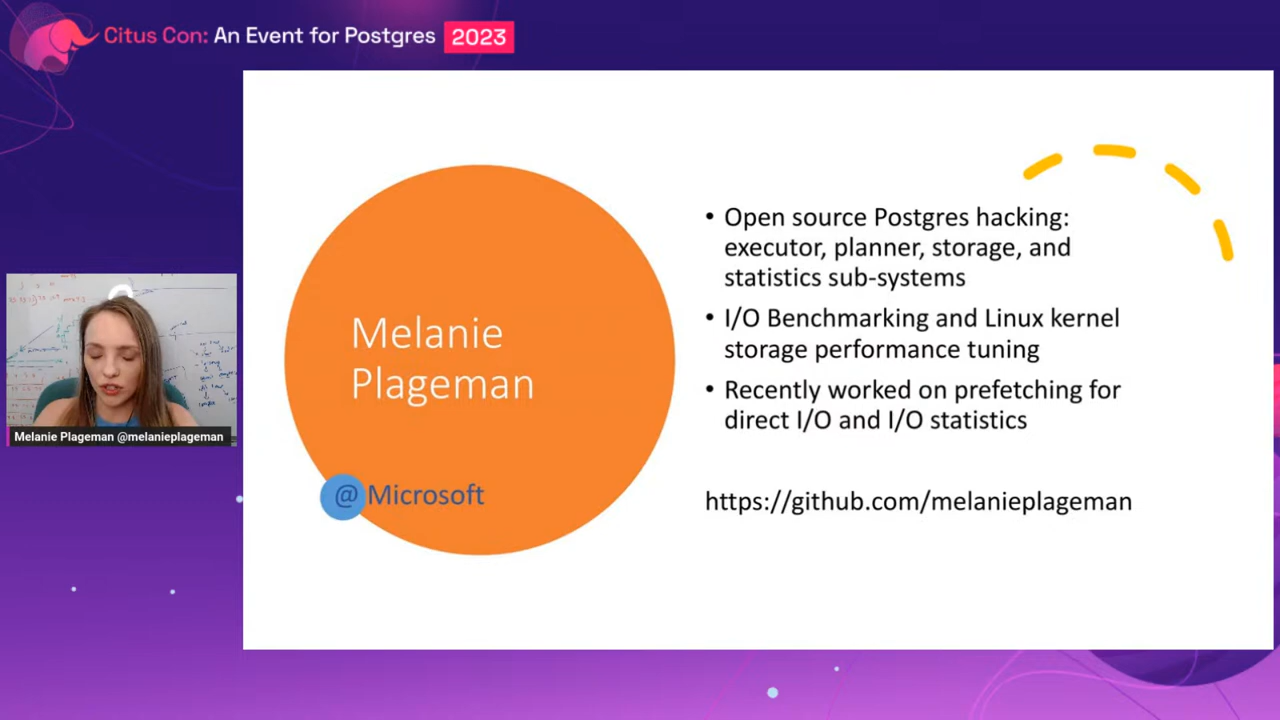 Citus Con: An Event for Postgres 2023
Melanie
Plageman
@ Microsoft
• Open source Postgres hacking:
executor, planner, storage, and
statistics sub-systems
• I/O Benchmarking and Linux kernel
storage performance tuning
• Recently worked on prefetching for
direct I/O and I/O statistics
https://github.com/melanieplageman
Melanie Plageman @melanieplageman